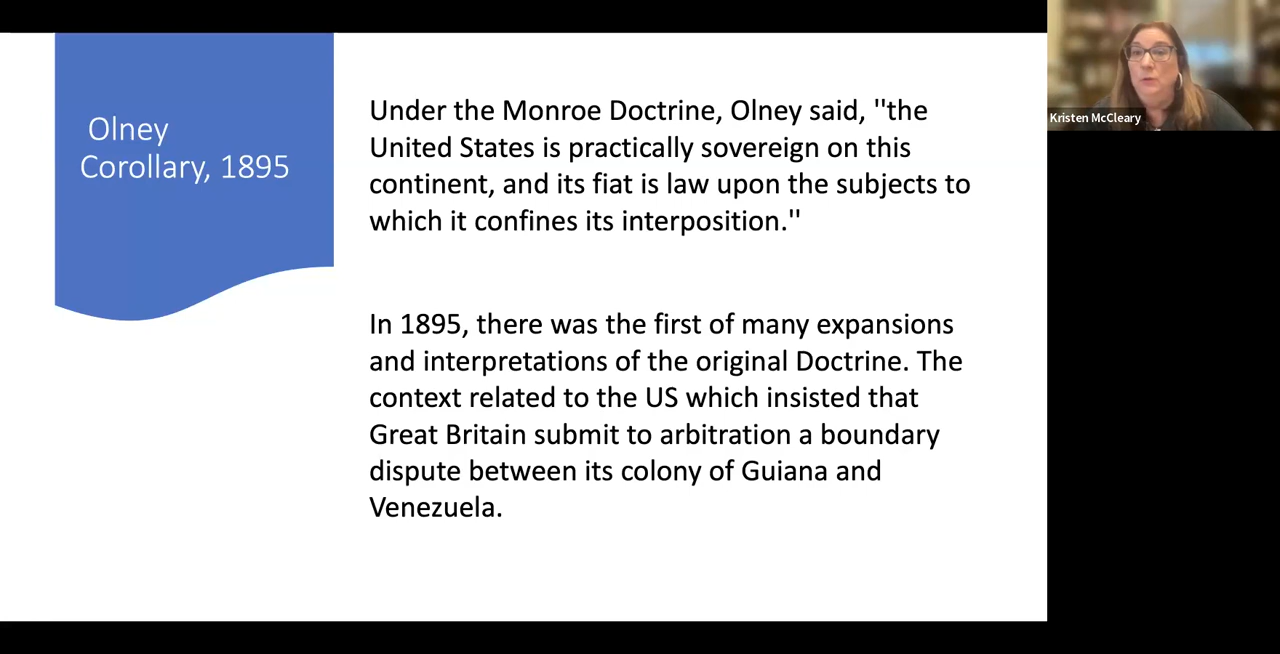 Olney
Corollary, 1895
Under the Monroe Doctrine, Olney said, ''the
United States is practically sovereign on this
continent, and its fiat is law upon the subjects to
which it confines its interposition.''
In 1895, there was the first of many expansions
and interpretations of the original Doctrine. The
context related to the US which insisted that
Great Britain submit to arbitration a boundary
dispute between its colony of Guiana and
Venezuela.
Kristen McCleary